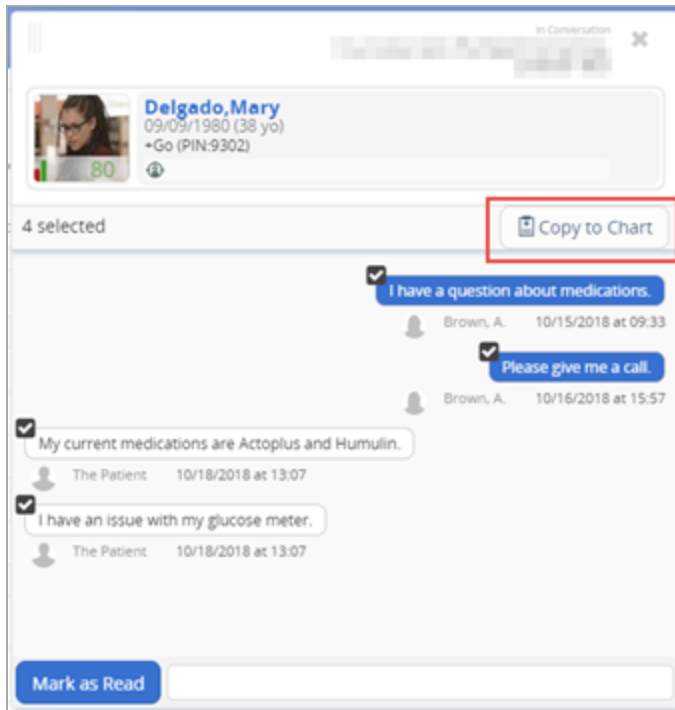 In Conversation
Delgado,Mary
09/09/1980 (38 yo)
+Go (PIN:9302)
80
4 selected
Copy to Chart
I have a question about medications.
Brown, A. 10/15/2018 at 09:33
Please give me a call.
Brown, A. 10/16/2018 at 15:57
My current medications are Actoplus and Humulin.
The Patient 10/18/2018 at 13:07
I have an issue with my glucose meter.
The Patient 10/18/2018 at 13:07
Mark as Read